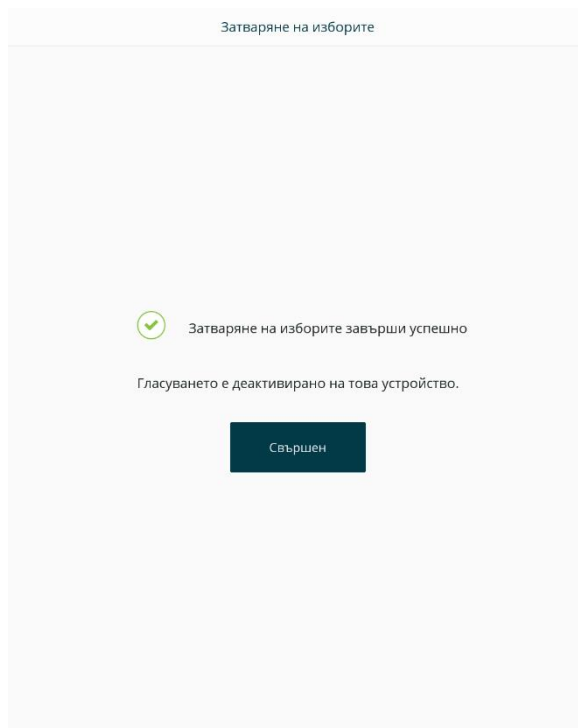 Затваряне на изборите
Затваряне на изборите завърши успешно
Гласуването е деактивирано на това устройство.
Свършен